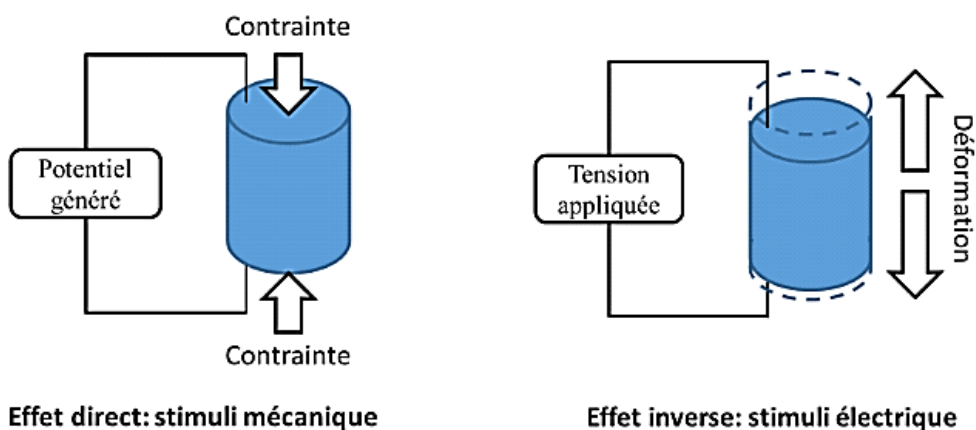 Contrainte
Potentiel
généré
Contrainte
Effet direct: stimuli mécanique
Tension
appliquée
Déformation
Effet inverse: stimuli électrique